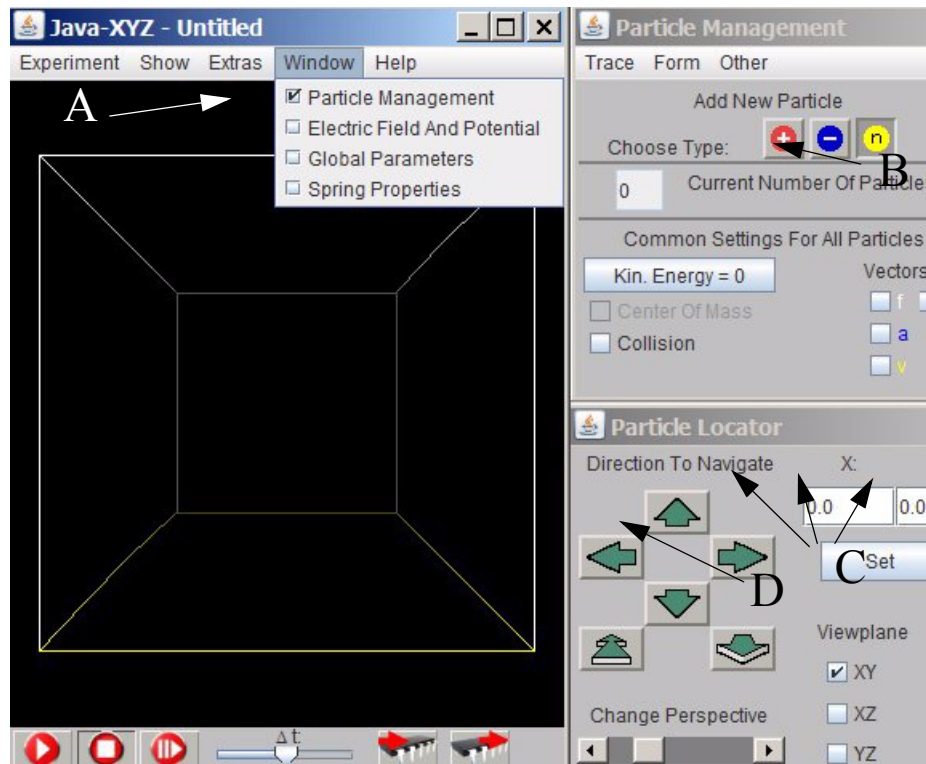 Java-XYZ - Untitled
Experiment Show Extras Window Help
A
Particle Management
Electric Field And Potential
Global Parameters
Spring Properties
Δt
Particle Management
Trace Form Other
Add New Particle
Choose Type: + − n
B
0 Current Number Of Particles
Common Settings For All Particles
Kin. Energy = 0 Vectors
Center Of Mass f
Collision a
v
Particle Locator
Direction To Navigate X:
0.0 0.0
C Set
D
Viewplane
XY
Change Perspective XZ
YZ